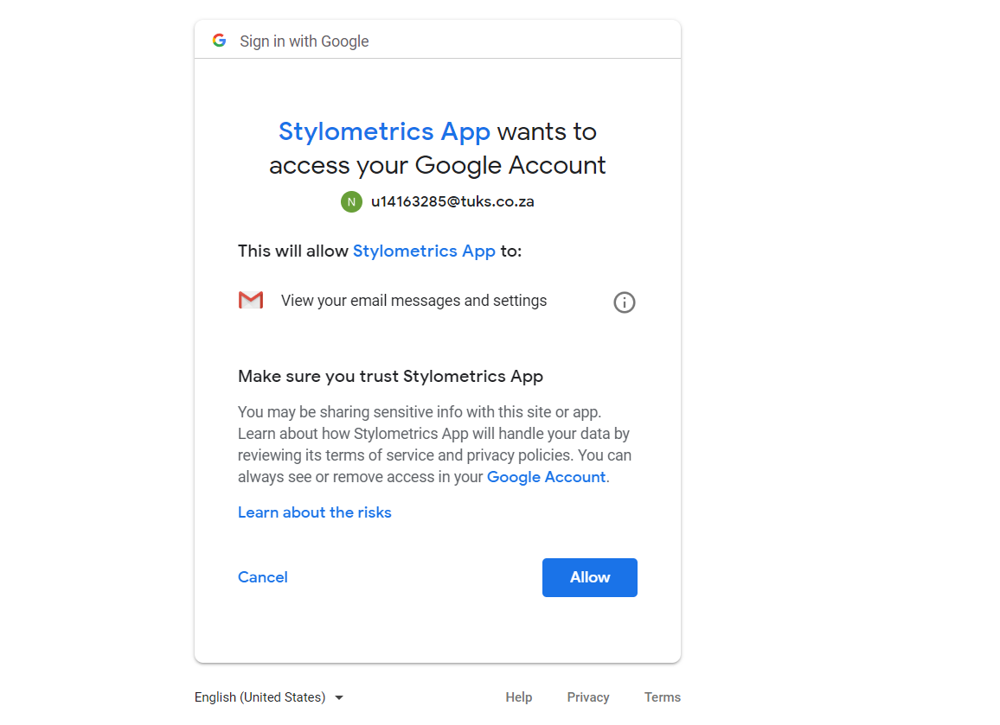 Sign in with Google
Stylometrics App wants to
access your Google Account
N u14163285@tuks.co.za
This will allow Stylometrics App to:
View your email messages and settings
Make sure you trust Stylometrics App
You may be sharing sensitive info with this site or app.
Learn about how Stylometrics App will handle your data by
reviewing its terms of service and privacy policies. You can
always see or remove access in your Google Account.
Learn about the risks
Cancel Allow
English (United States) Help Privacy Terms